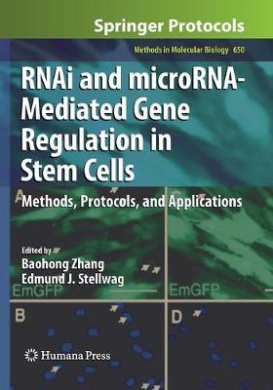 Springer Protocols
Methods in Molecular Biology 650
RNAi and microRNA-
Mediated Gene
Regulation in
Stem Cells
A
C
Methods, Protocols, and Applications
Edited by
Baohong Zhang
Edmund J. Stellwag
EmGFP
EmGFP
B
D
Humana Press